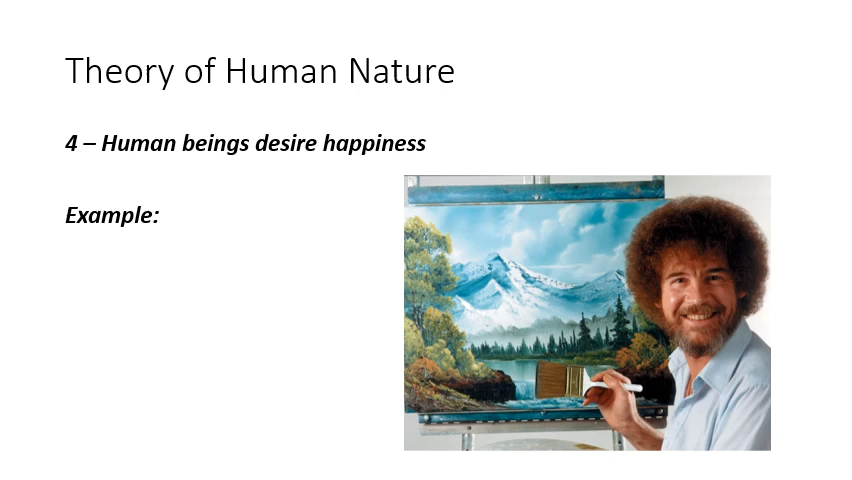 Theory of Human Nature
4 – Human beings desire happiness
Example: